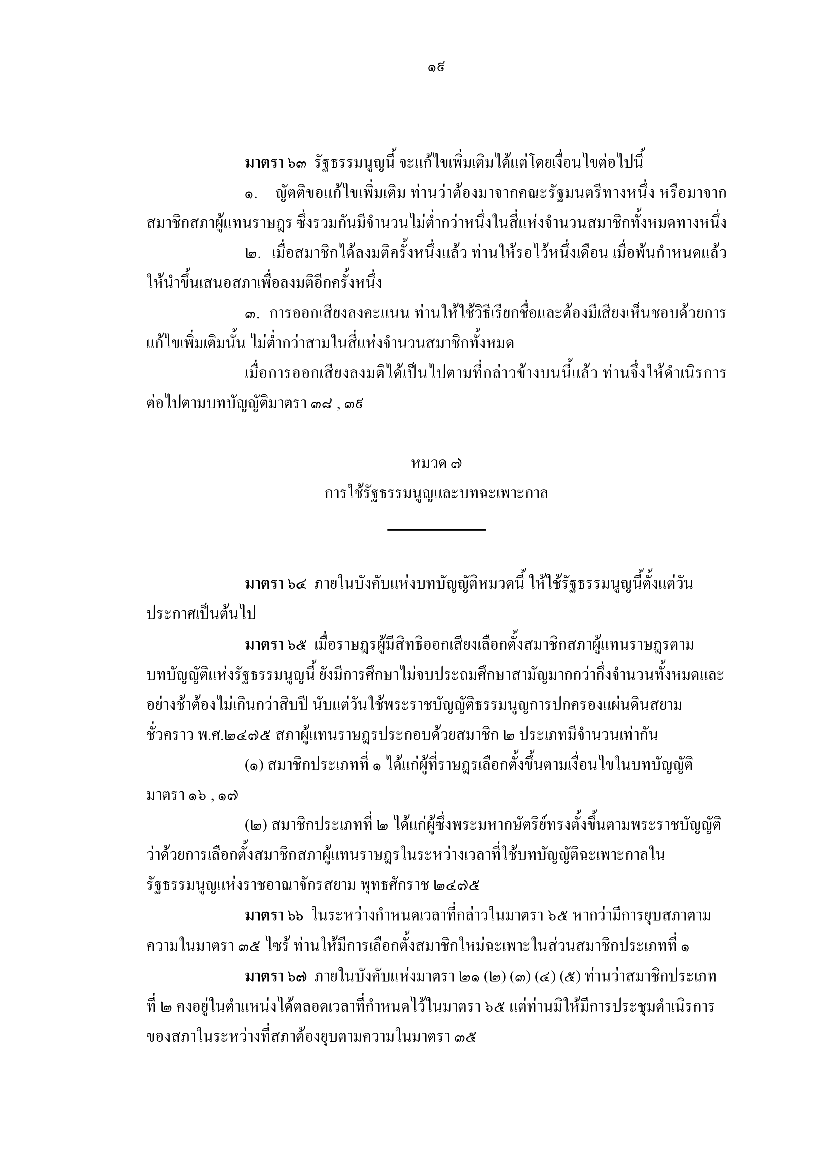 ๑๙
มาตรา ๖๓ รัฐธรรมนูญนี้ จะแก้ไขเพิ่มเติมได้แต่โดยเงื่อนไขต่อไปนี้
๑. ญัตติขอแก้ไขเพิ่มเติม ท่านว่าต้องมาจากคณะรัฐมนตรีทางหนึ่ง หรือมาจาก
สมาชิกสภาผู้แทนราษฎร ซึ่งรวมกันมีจำนวนไม่ต่ำกว่าหนึ่งในสี่แห่งจำนวนสมาชิกทั้งหมดทางหนึ่ง
๒. เมื่อสมาชิกได้ลงมติครั้งหนึ่งแล้ว ท่านให้รอไว้หนึ่งเดือน เมื่อพ้นกำหนดแล้ว
ให้นำขึ้นเสนอสภาเพื่อลงมติอีกครั้งหนึ่ง
๓. การออกเสียงลงคะแนน ท่านให้ใช้วิธีเรียกชื่อและต้องมีเสียงเห็นชอบด้วยการ
แก้ไขเพิ่มเติมนั้น ไม่ต่ำกว่าสามในสี่แห่งจำนวนสมาชิกทั้งหมด
เมื่อการออกเสียงลงมติได้เป็นไปตามที่กล่าวข้างบนนี้แล้ว ท่านจึ่งให้ดำเนิรการ
ต่อไปตามบทบัญญัติมาตรา ๓๘ , ๓๙
หมวด ๗
การใช้รัฐธรรมนูญและบทฉะเพาะกาล
มาตรา ๖๔ ภายในบังคับแห่งบทบัญญัติหมวดนี้ ให้ใช้รัฐธรรมนูญนี้ตั้งแต่วัน
ประกาศเป็นต้นไป
มาตรา ๖๕ เมื่อราษฎรผู้มีสิทธิออกเสียงเลือกตั้งสมาชิกสภาผู้แทนราษฎรตาม
บทบัญญัติแห่งรัฐธรรมนูญนี้ ยังมีการศึกษาไม่จบประถมศึกษาสามัญมากกว่ากึ่งจำนวนทั้งหมดและ
อย่างช้าต้องไม่เกินกว่าสิบปี นับแต่วันใช้พระราชบัญญัติธรรมนูญการปกครองแผ่นดินสยาม
ชั่วคราว พ.ศ.๒๔๗๕ สภาผู้แทนราษฎรประกอบด้วยสมาชิก ๒ ประเภทมีจำนวนเท่ากัน
(๑) สมาชิกประเภทที่ ๑ ได้แก่ผู้ที่ราษฎรเลือกตั้งขึ้นตามเงื่อนไขในบทบัญญัติ
มาตรา ๑๖ , ๑๗
(๒) สมาชิกประเภทที่ ๒ ได้แก่ผู้ซึ่งพระมหากษัตริย์ทรงตั้งขึ้นตามพระราชบัญญัติ
ว่าด้วยการเลือกตั้งสมาชิกสภาผู้แทนราษฎรในระหว่างเวลาที่ใช้บทบัญญัติฉะเพาะกาลใน
รัฐธรรมนูญแห่งราชอาณาจักรสยาม พุทธศักราช ๒๔๗๕
มาตรา ๖๖ ในระหว่างกำหนดเวลาที่กล่าวในมาตรา ๖๕ หากว่ามีการยุบสภาตาม
ความในมาตรา ๓๕ ไซร้ ท่านให้มีการเลือกตั้งสมาชิกใหม่ฉะเพาะในส่วนสมาชิกประเภทที่ ๑
มาตรา ๖๗ ภายในบังคับแห่งมาตรา ๒๑ (๒) (๓) (๔) (๕) ท่านว่าสมาชิกประเภท
ที่ ๒ คงอยู่ในตำแหน่งได้ตลอดเวลาที่กำหนดไว้ในมาตรา ๖๕ แต่ท่านมิให้มีการประชุมดำเนิรการ
ของสภาในระหว่างที่สภาต้องยุบตามความในมาตรา ๓๕